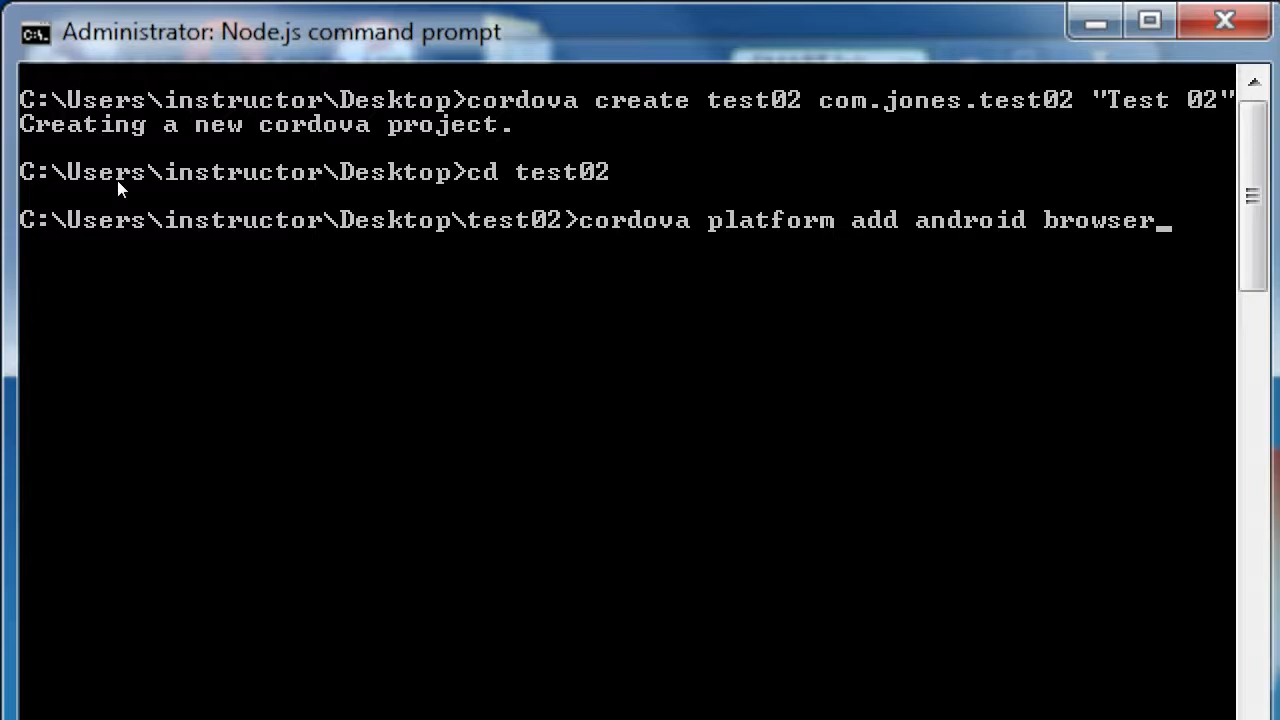 Administrator: Node.js command prompt
C:\Users\instructor\Desktop>cordova create test02 com.jones.test02 "Test 02"
Creating a new cordova project.
C:\Users\instructor\Desktop>cd test02
C:\Users\instructor\Desktop\test02>cordova platform add android browser_